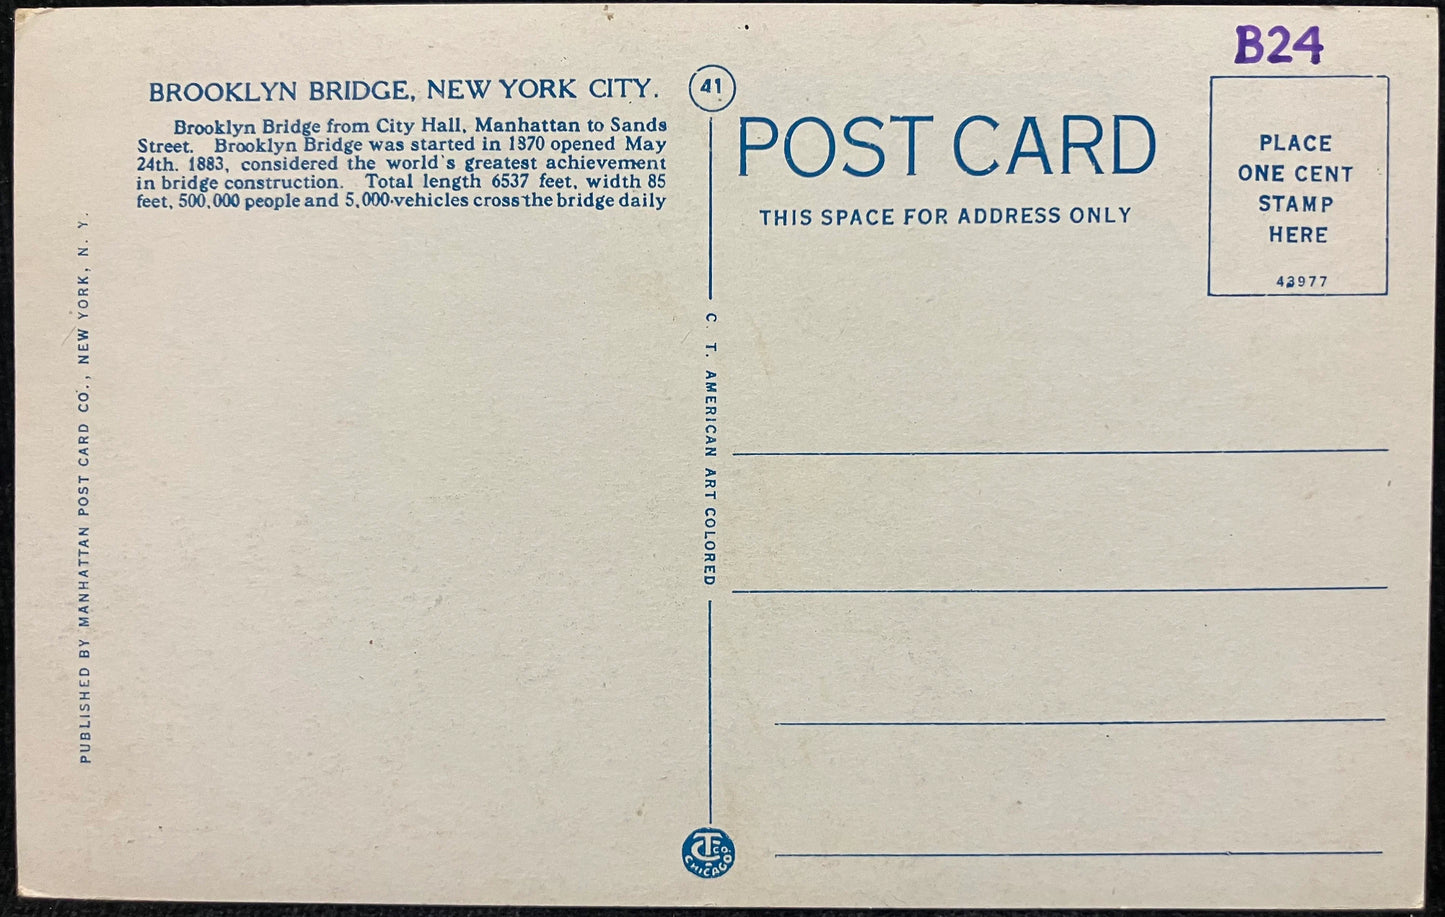 B24
BROOKLYN BRIDGE, NEW YORK CITY.
Brooklyn Bridge from City Hall, Manhattan to Sands
Street. Brooklyn Bridge was started in 1870 opened May
24th. 1883, considered the world's greatest achievement
in bridge construction. Total length 6537 feet, width 85
feet, 500,000 people and 5,000 vehicles cross the bridge daily
PUBLISHED BY MANHATTAN POST CARD CO., NEW YORK, N. Y.
41
C. T. AMERICAN ART COLORED
CTCO. CHICAGO
POST CARD
THIS SPACE FOR ADDRESS ONLY
PLACE
ONE CENT
STAMP
HERE
43977